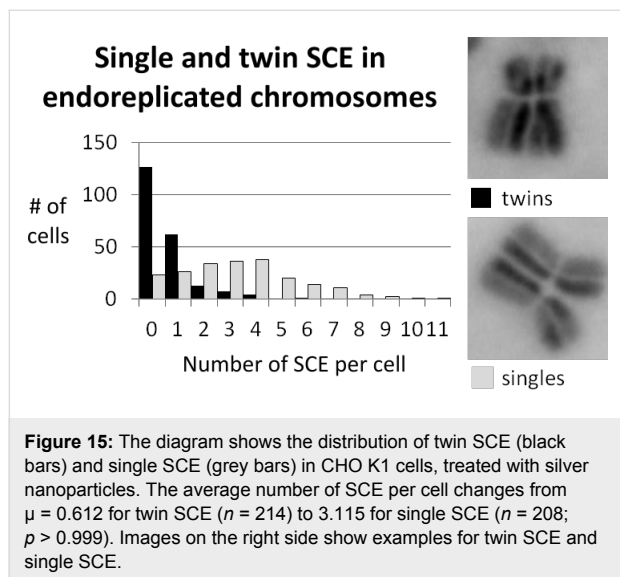 Single and twin SCE in
endoreplicated chromosomes
150
100
50
0
# of
cells
0 1 2 3 4 5 6 7 8 9 10 11
Number of SCE per cell
twins
singles
Figure 15: The diagram shows the distribution of twin SCE (black
bars) and single SCE (grey bars) in CHO K1 cells, treated with silver
nanoparticles. The average number of SCE per cell changes from
μ = 0.612 for twin SCE (n = 214) to 3.115 for single SCE (n = 208;
p > 0.999). Images on the right side show examples for twin SCE and
single SCE.